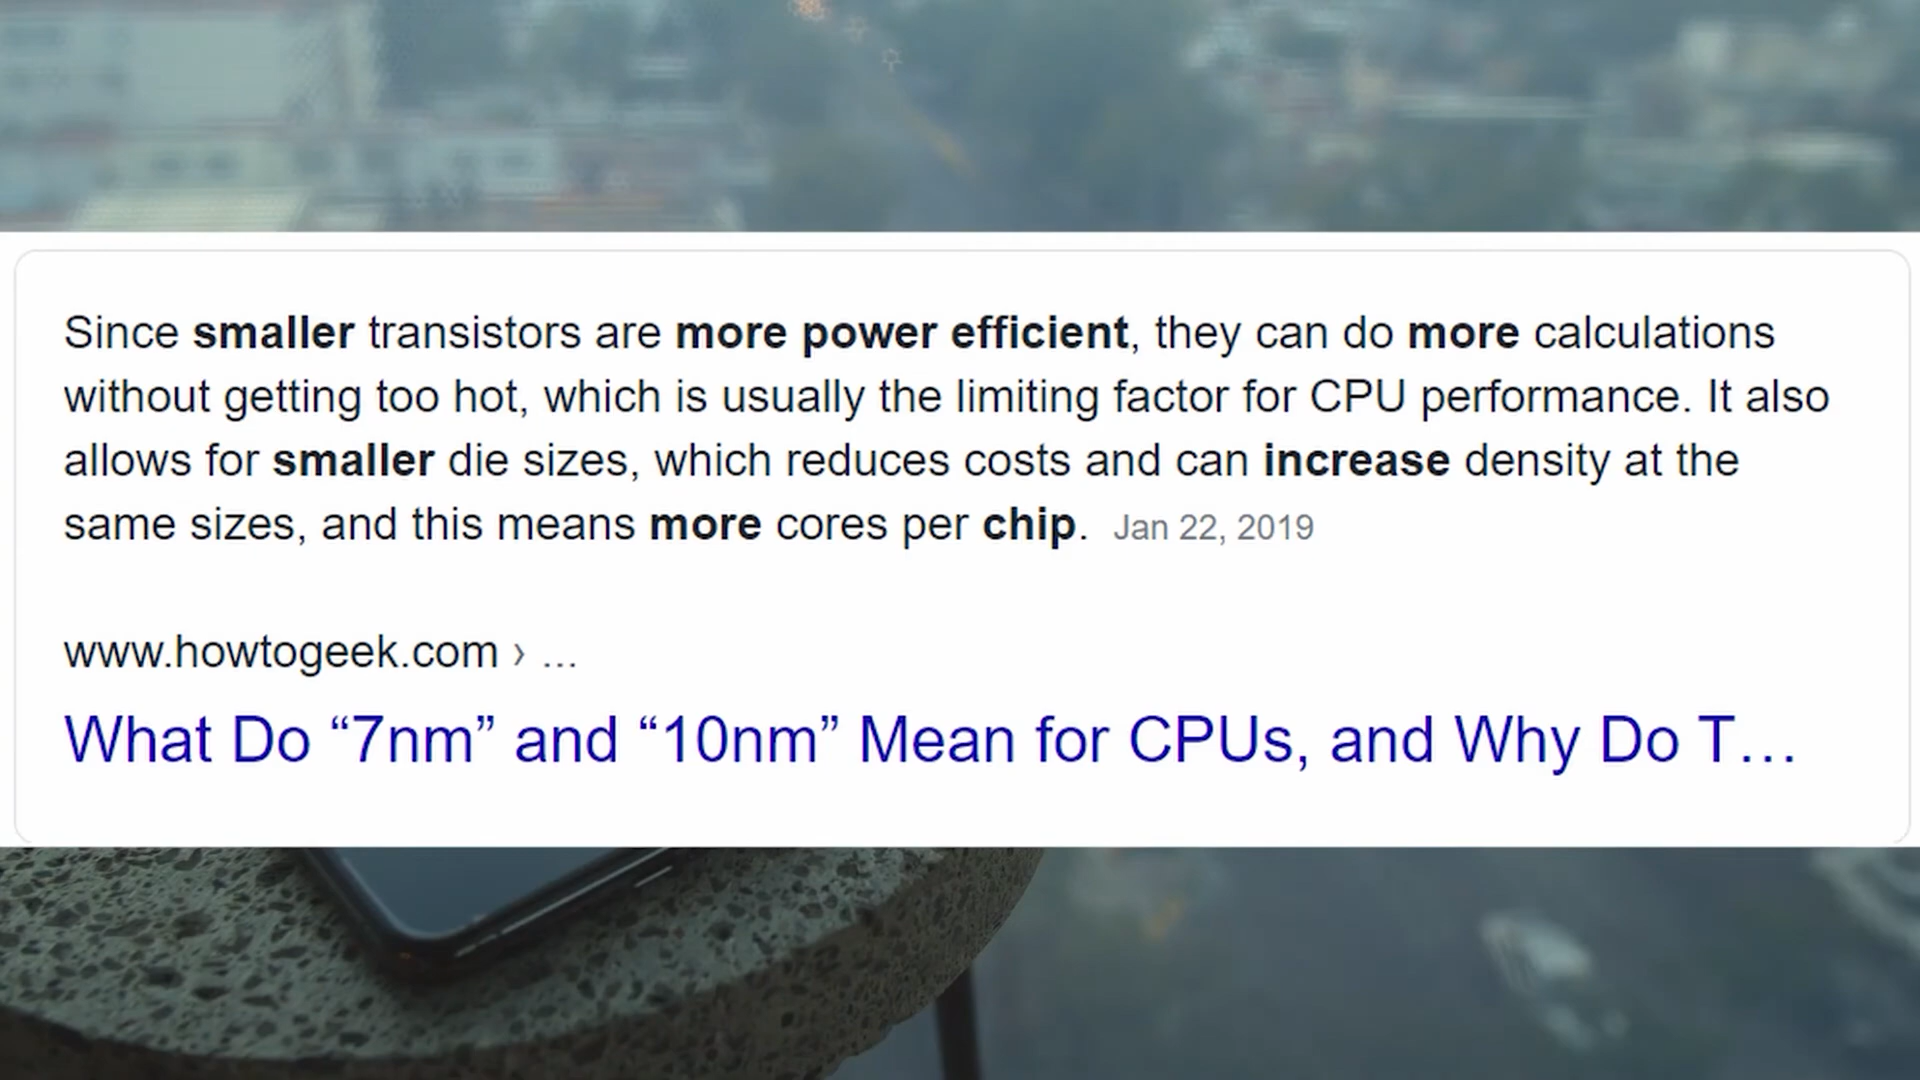 Since smaller transistors are more power efficient, they can do more calculations
without getting too hot, which is usually the limiting factor for CPU performance. It also
allows for smaller die sizes, which reduces costs and can increase density at the
same sizes, and this means more cores per chip. Jan 22, 2019
www.howtogeek.com › ...
What Do “7nm” and “10nm” Mean for CPUs, and Why Do T...